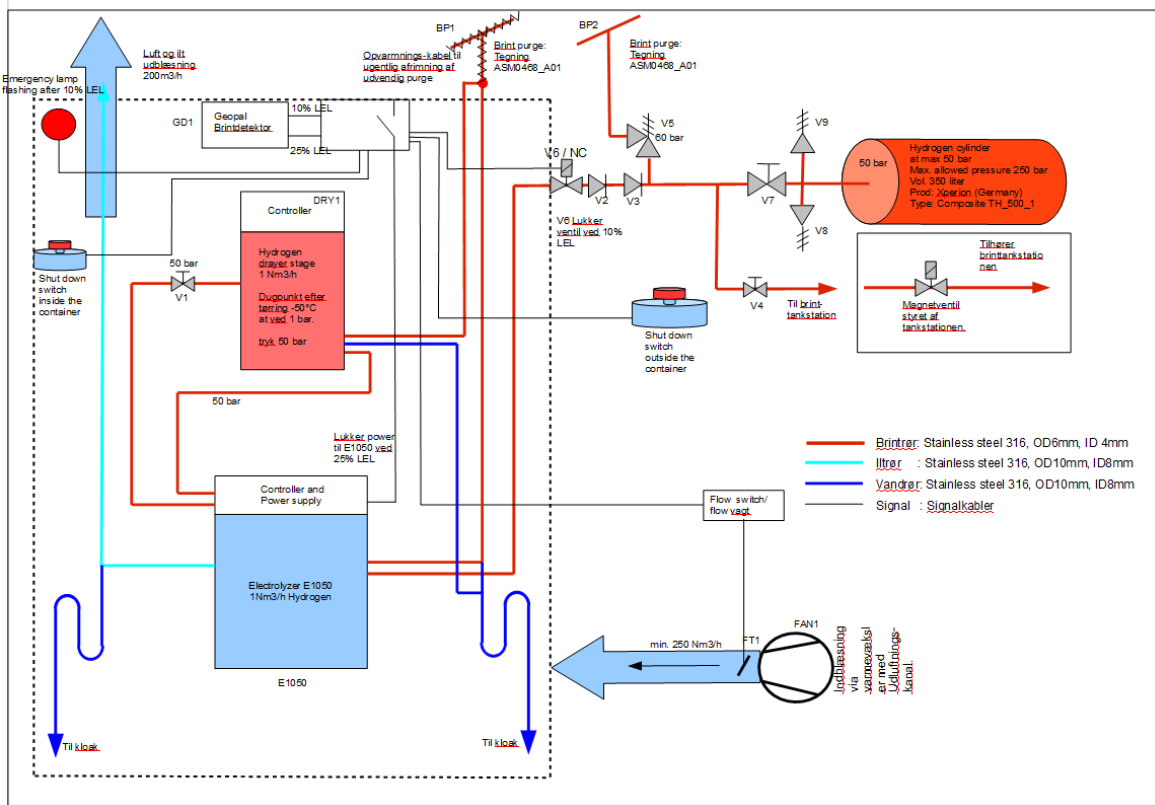 BP1
BP2
Luft og ilt
udblæsning
200m3/h
Opvarmnings-kabel til
ugentlig afrimning af
udvendig purge
Brint purge:
Tegning
ASM0468_A01
Brint purge:
Tegning
ASM0468_A01
Emergency lamp
flashing after 10% LEL
GD1
Geopal
Brintdetektor
10% LEL
25% LEL
V5
60 bar
V9
V6 / NC
V2
V3
V7
V8
50 bar
Hydrogen cylinder
at max 50 bar
Max. allowed pressure 250 bar
Vol. 350 liter
Prod: Xperion (Germany)
Type: Composite TH_500_1
DRY1
Controller
V6 Lukker
ventil ved 10%
LEL
Hydrogen
drayer stage
1 Nm3/h
Dugpunkt efter
tørring -50°C
at ved 1 bar.
tryk 50 bar
50 bar
V1
Shut down
switch
inside the
container
V4
Til brint-
tankstation
Tilhører
brinttankstatio
nen.
Magnetventil
styret af
tankstationen.
Shut down
switch
outside the
container
50 bar
Lukker power
til E1050 ved
25% LEL
Brintrør: Stainless steel 316, OD6mm, ID 4mm
Iltrør : Stainless steel 316, OD10mm, ID8mm
Vandrør: Stainless steel 316, OD10mm, ID8mm
Signal : Signalkabler
Controller and
Power supply
Flow switch/
flow vagt
Electrolyzer E1050
1Nm3/h Hydrogen
E1050
min. 250 Nm3/h
FT1
FAN1
Indblæsning
via
varmevæksl
er med
Udluftnings-
kanal.
Til kloak
Til kloak